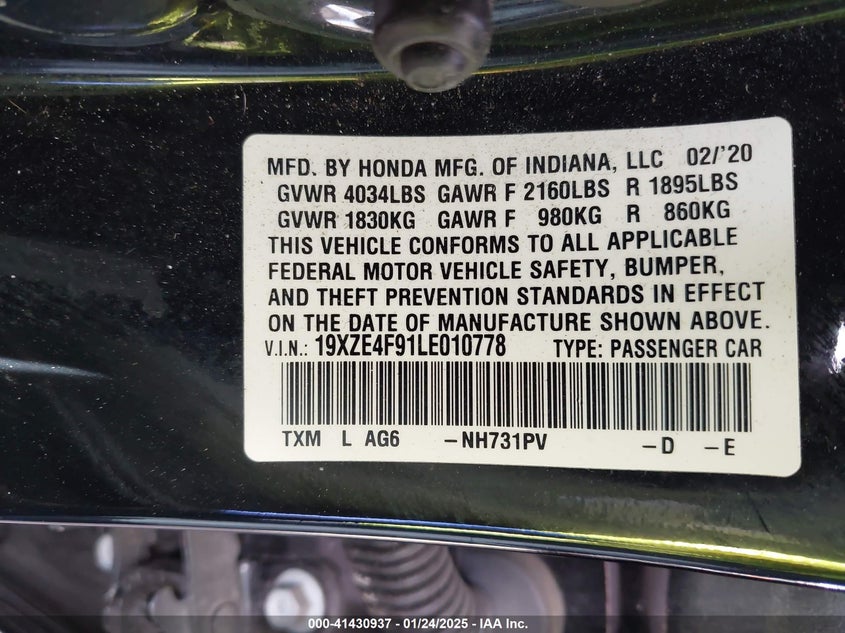 MFD. BY HONDA MFG. OF INDIANA, LLC 02/'20
GVWR 4034LBS GAWR F 2160LBS R 1895LBS
GVWR 1830KG GAWR F 980KG R 860KG
THIS VEHICLE CONFORMS TO ALL APPLICABLE
FEDERAL MOTOR VEHICLE SAFETY, BUMPER,
AND THEFT PREVENTION STANDARDS IN EFFECT
ON THE DATE OF MANUFACTURE SHOWN ABOVE.
V.I.N.: 19XZE4F91LE010778 TYPE: PASSENGER CAR
TXM L AG6 -NH731PV -D -E
000-41430937 - 01/24/2025 - IAA Inc.